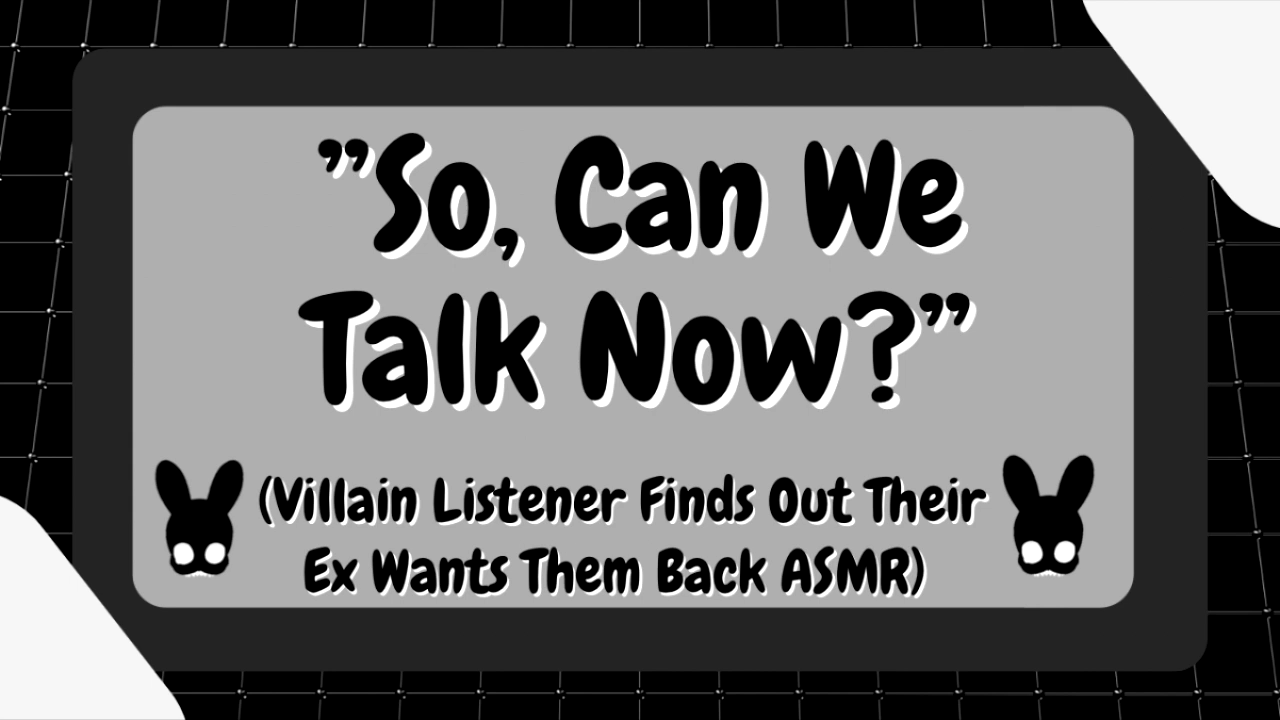 ”So, Can We
Talk Now?”
(Villain Listener Finds Out Their
Ex Wants Them Back ASMR)